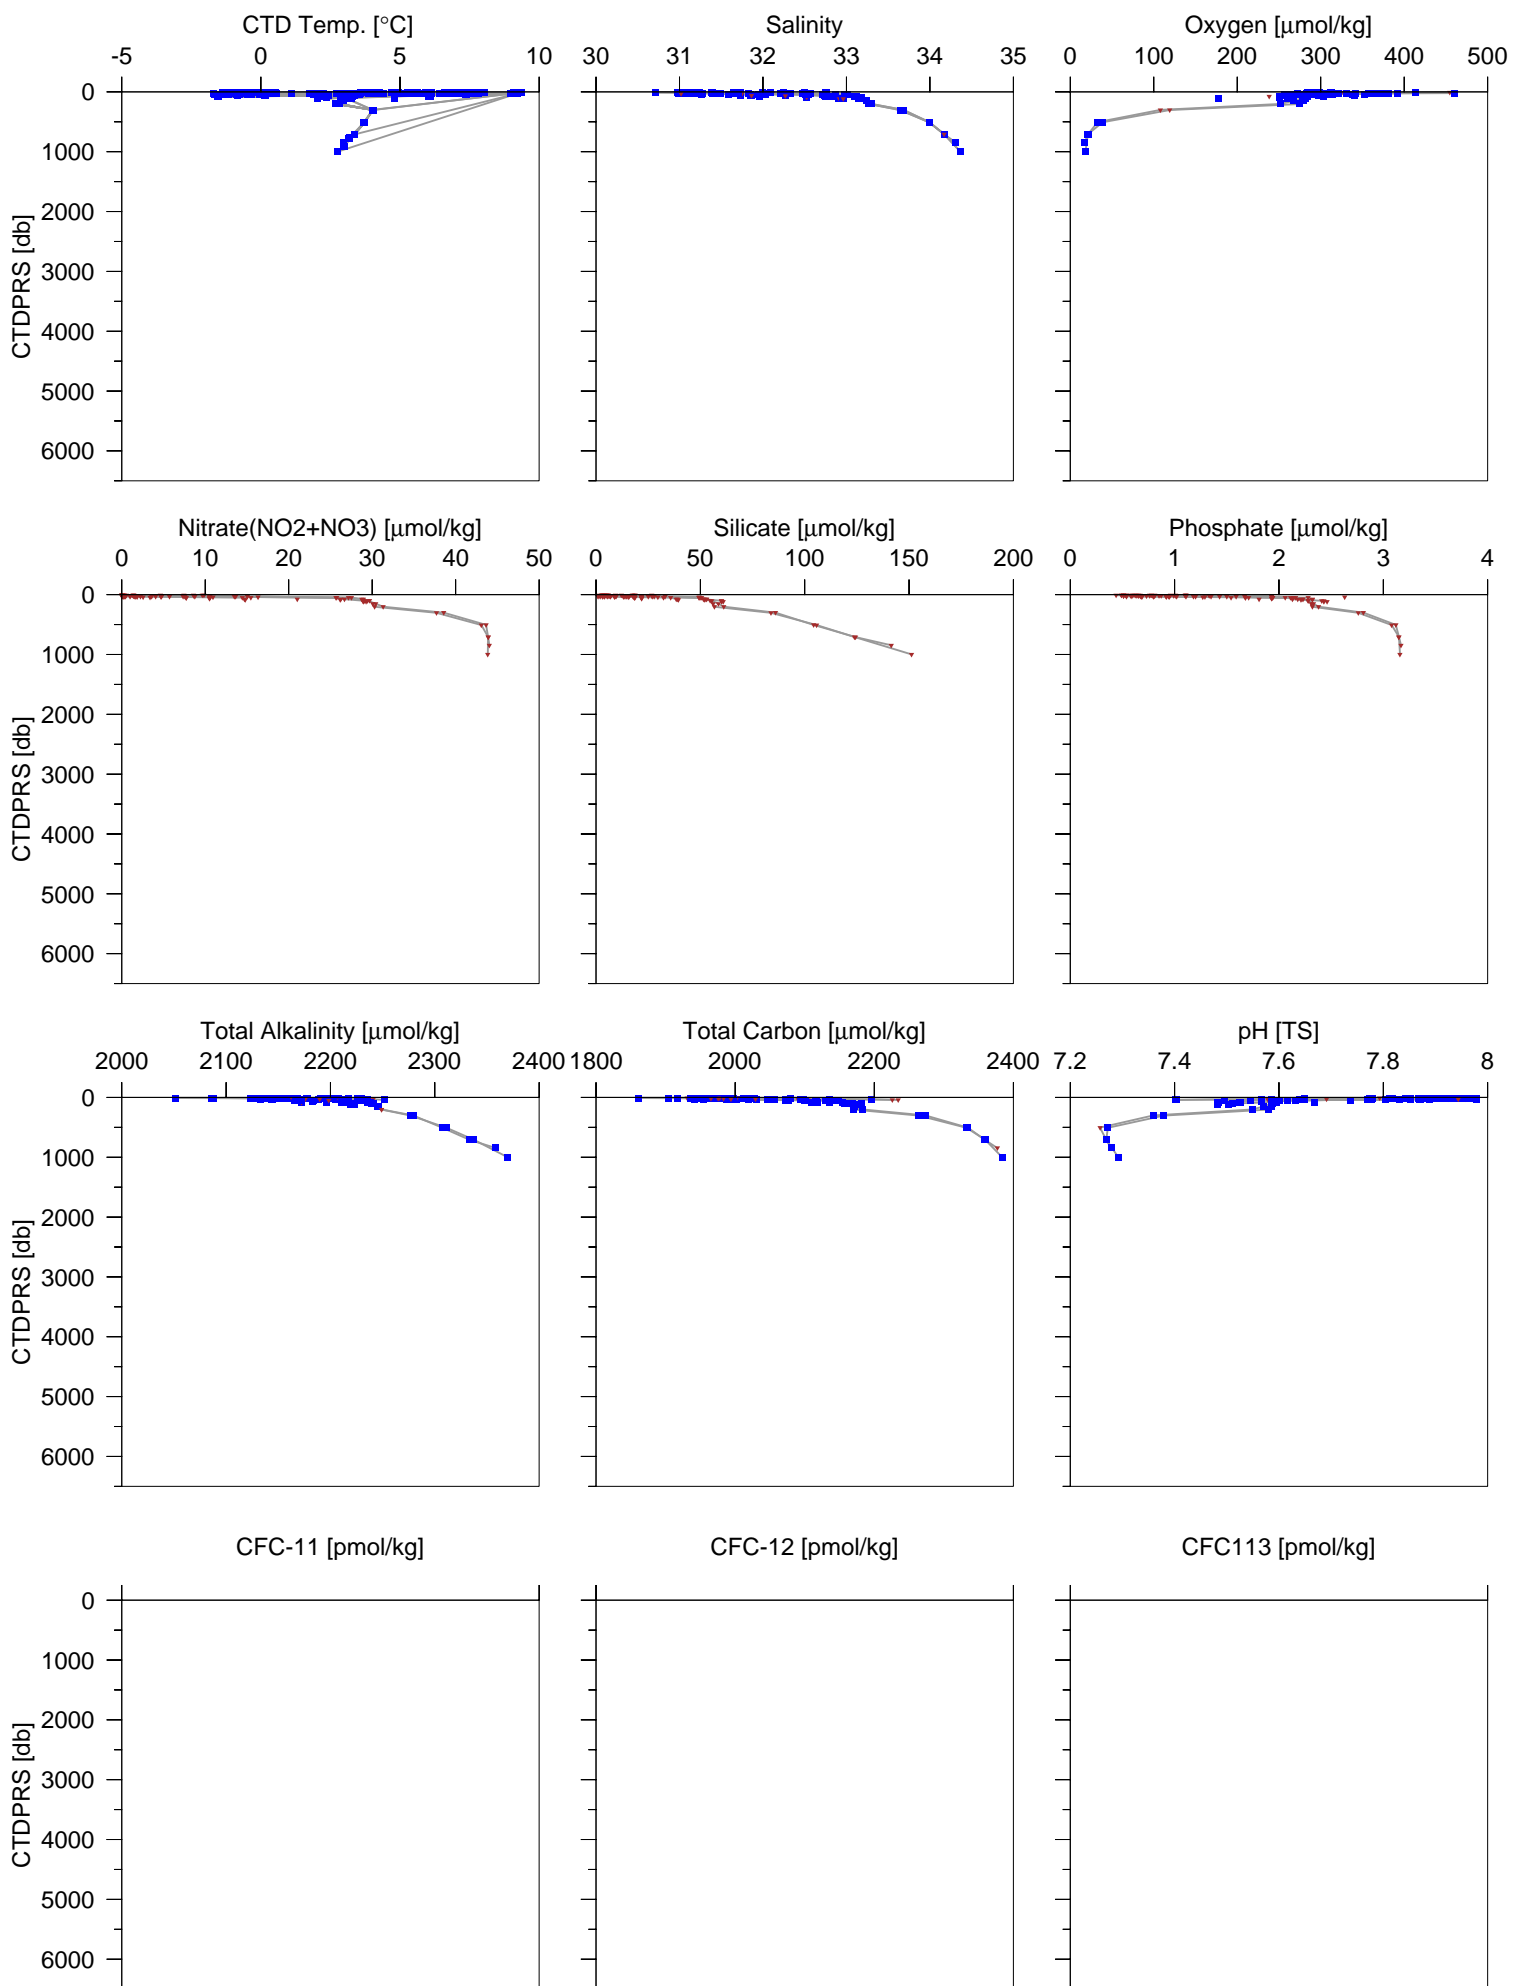 CTD Temp. [°C] Salinity Oxygen [μmol/kg]
-5 0 5 10 30 31 32 33 34 35 0 100 200 300 400 500
0
1000
2000
3000
4000
5000
6000
CTDPRS [db]
Nitrate(NO2+NO3) [μmol/kg] Silicate [μmol/kg] Phosphate [μmol/kg]
0 10 20 30 40 50 0 50 100 150 200 0 1 2 3 4
0
1000
2000
3000
4000
5000
6000
CTDPRS [db]
Total Alkalinity [μmol/kg] Total Carbon [μmol/kg] pH [TS]
2000 2100 2200 2300 2400 1800 2000 2200 2400 7.2 7.4 7.6 7.8 8
0
1000
2000
3000
4000
5000
6000
CTDPRS [db]
CFC-11 [pmol/kg] CFC-12 [pmol/kg] CFC113 [pmol/kg]
0
1000
2000
3000
4000
5000
6000
CTDPRS [db]